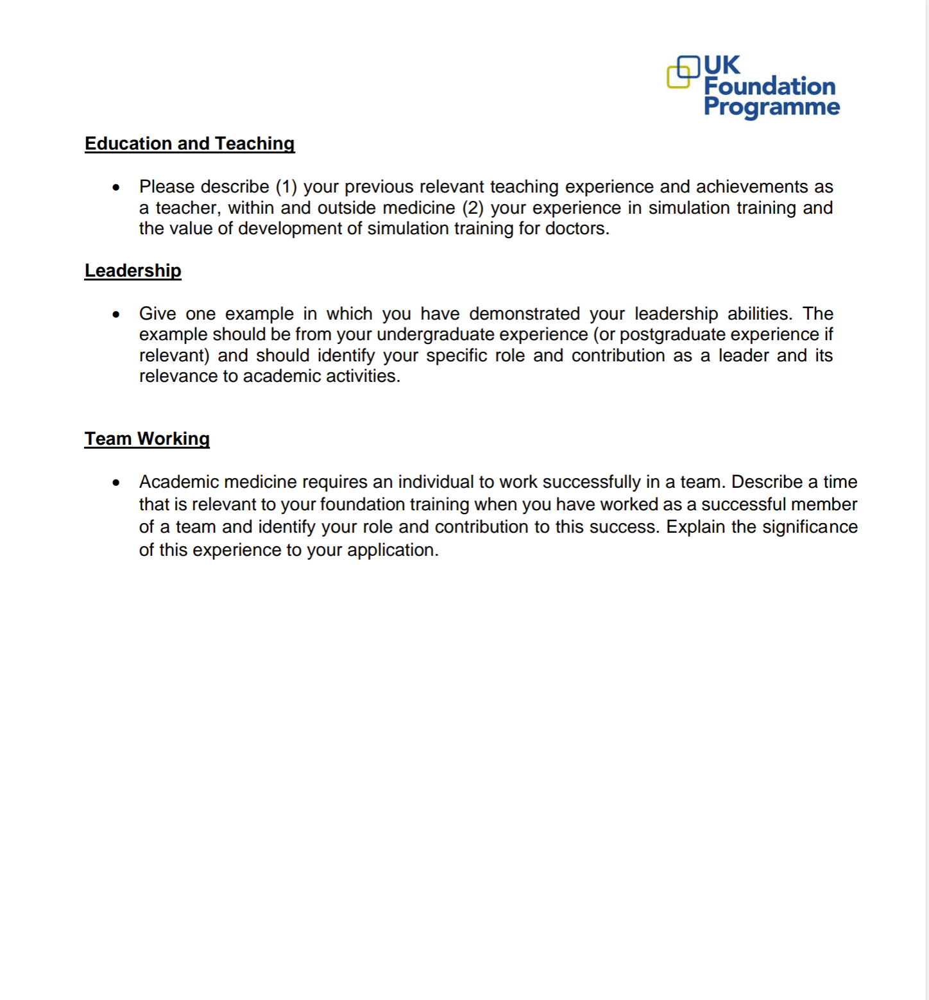 UK
Foundation
Programme
Education and Teaching
• Please describe (1) your previous relevant teaching experience and achievements as
a teacher, within and outside medicine (2) your experience in simulation training and
the value of development of simulation training for doctors.
Leadership
• Give one example in which you have demonstrated your leadership abilities. The
example should be from your undergraduate experience (or postgraduate experience if
relevant) and should identify your specific role and contribution as a leader and its
relevance to academic activities.
Team Working
• Academic medicine requires an individual to work successfully in a team. Describe a time
that is relevant to your foundation training when you have worked as a successful member
of a team and identify your role and contribution to this success. Explain the significance
of this experience to your application.